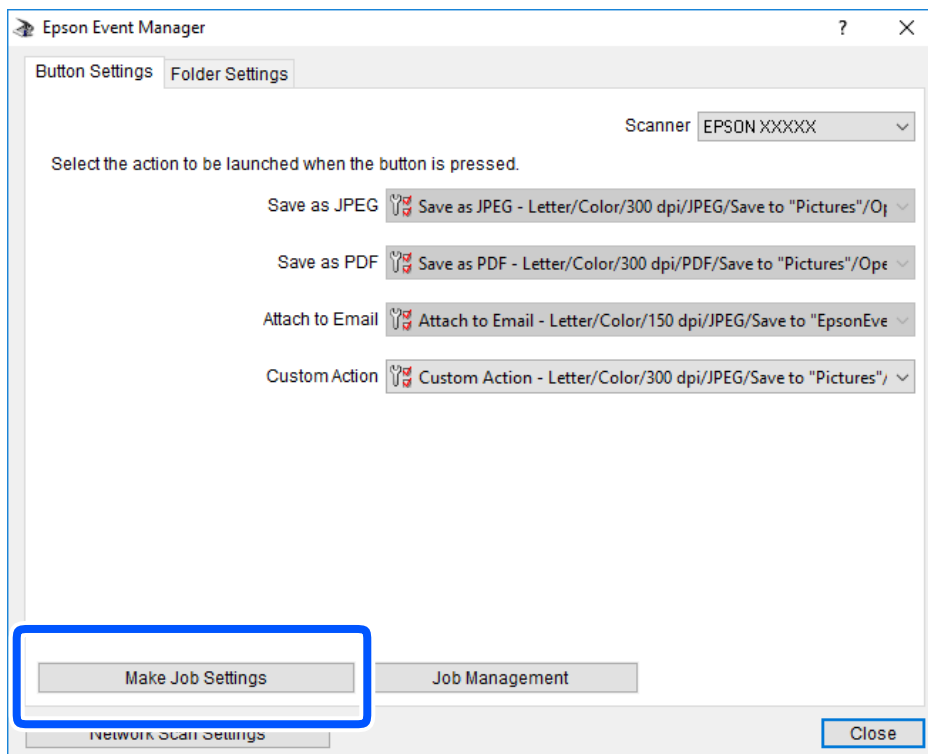 Epson Event Manager
Button Settings Folder Settings
Scanner EPSON XXXXX
Select the action to be launched when the button is pressed.
Save as JPEG Save as JPEG - Letter/Color/300 dpi/JPEG/Save to "Pictures"/Op
Save as PDF Save as PDF - Letter/Color/300 dpi/PDF/Save to "Pictures"/Ope
Attach to Email Attach to Email - Letter/Color/150 dpi/JPEG/Save to "EpsonEve
Custom Action Custom Action - Letter/Color/300 dpi/JPEG/Save to "Pictures"/
Make Job Settings Job Management
Network Scan Settings Close